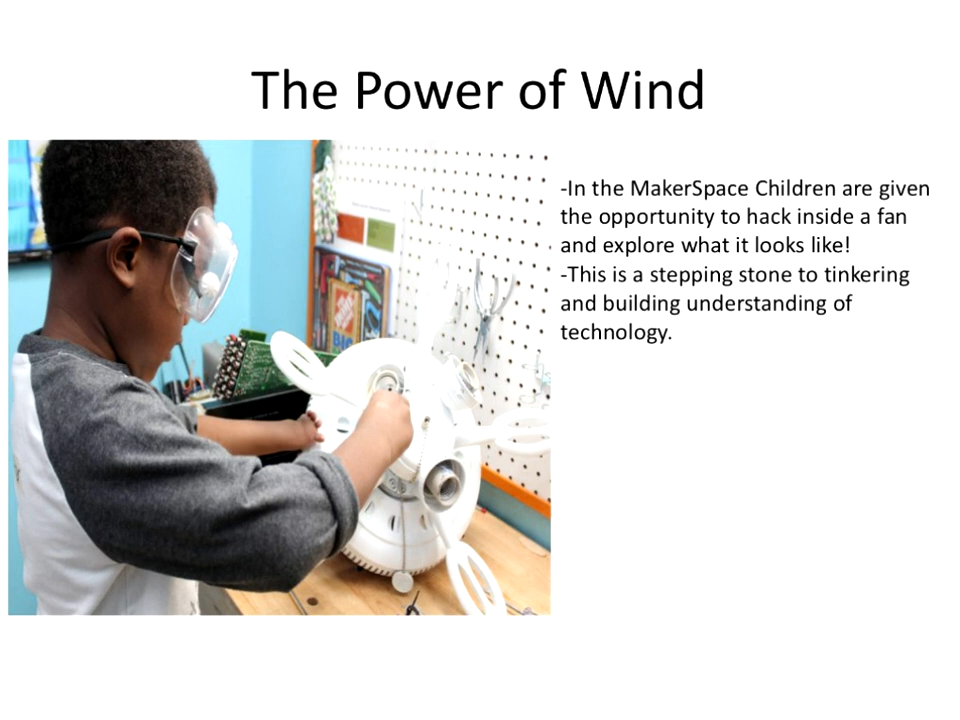 The Power of Wind
-In the MakerSpace Children are given
the opportunity to hack inside a fan
and explore what it looks like!
-This is a stepping stone to tinkering
and building understanding of
technology.
BIG